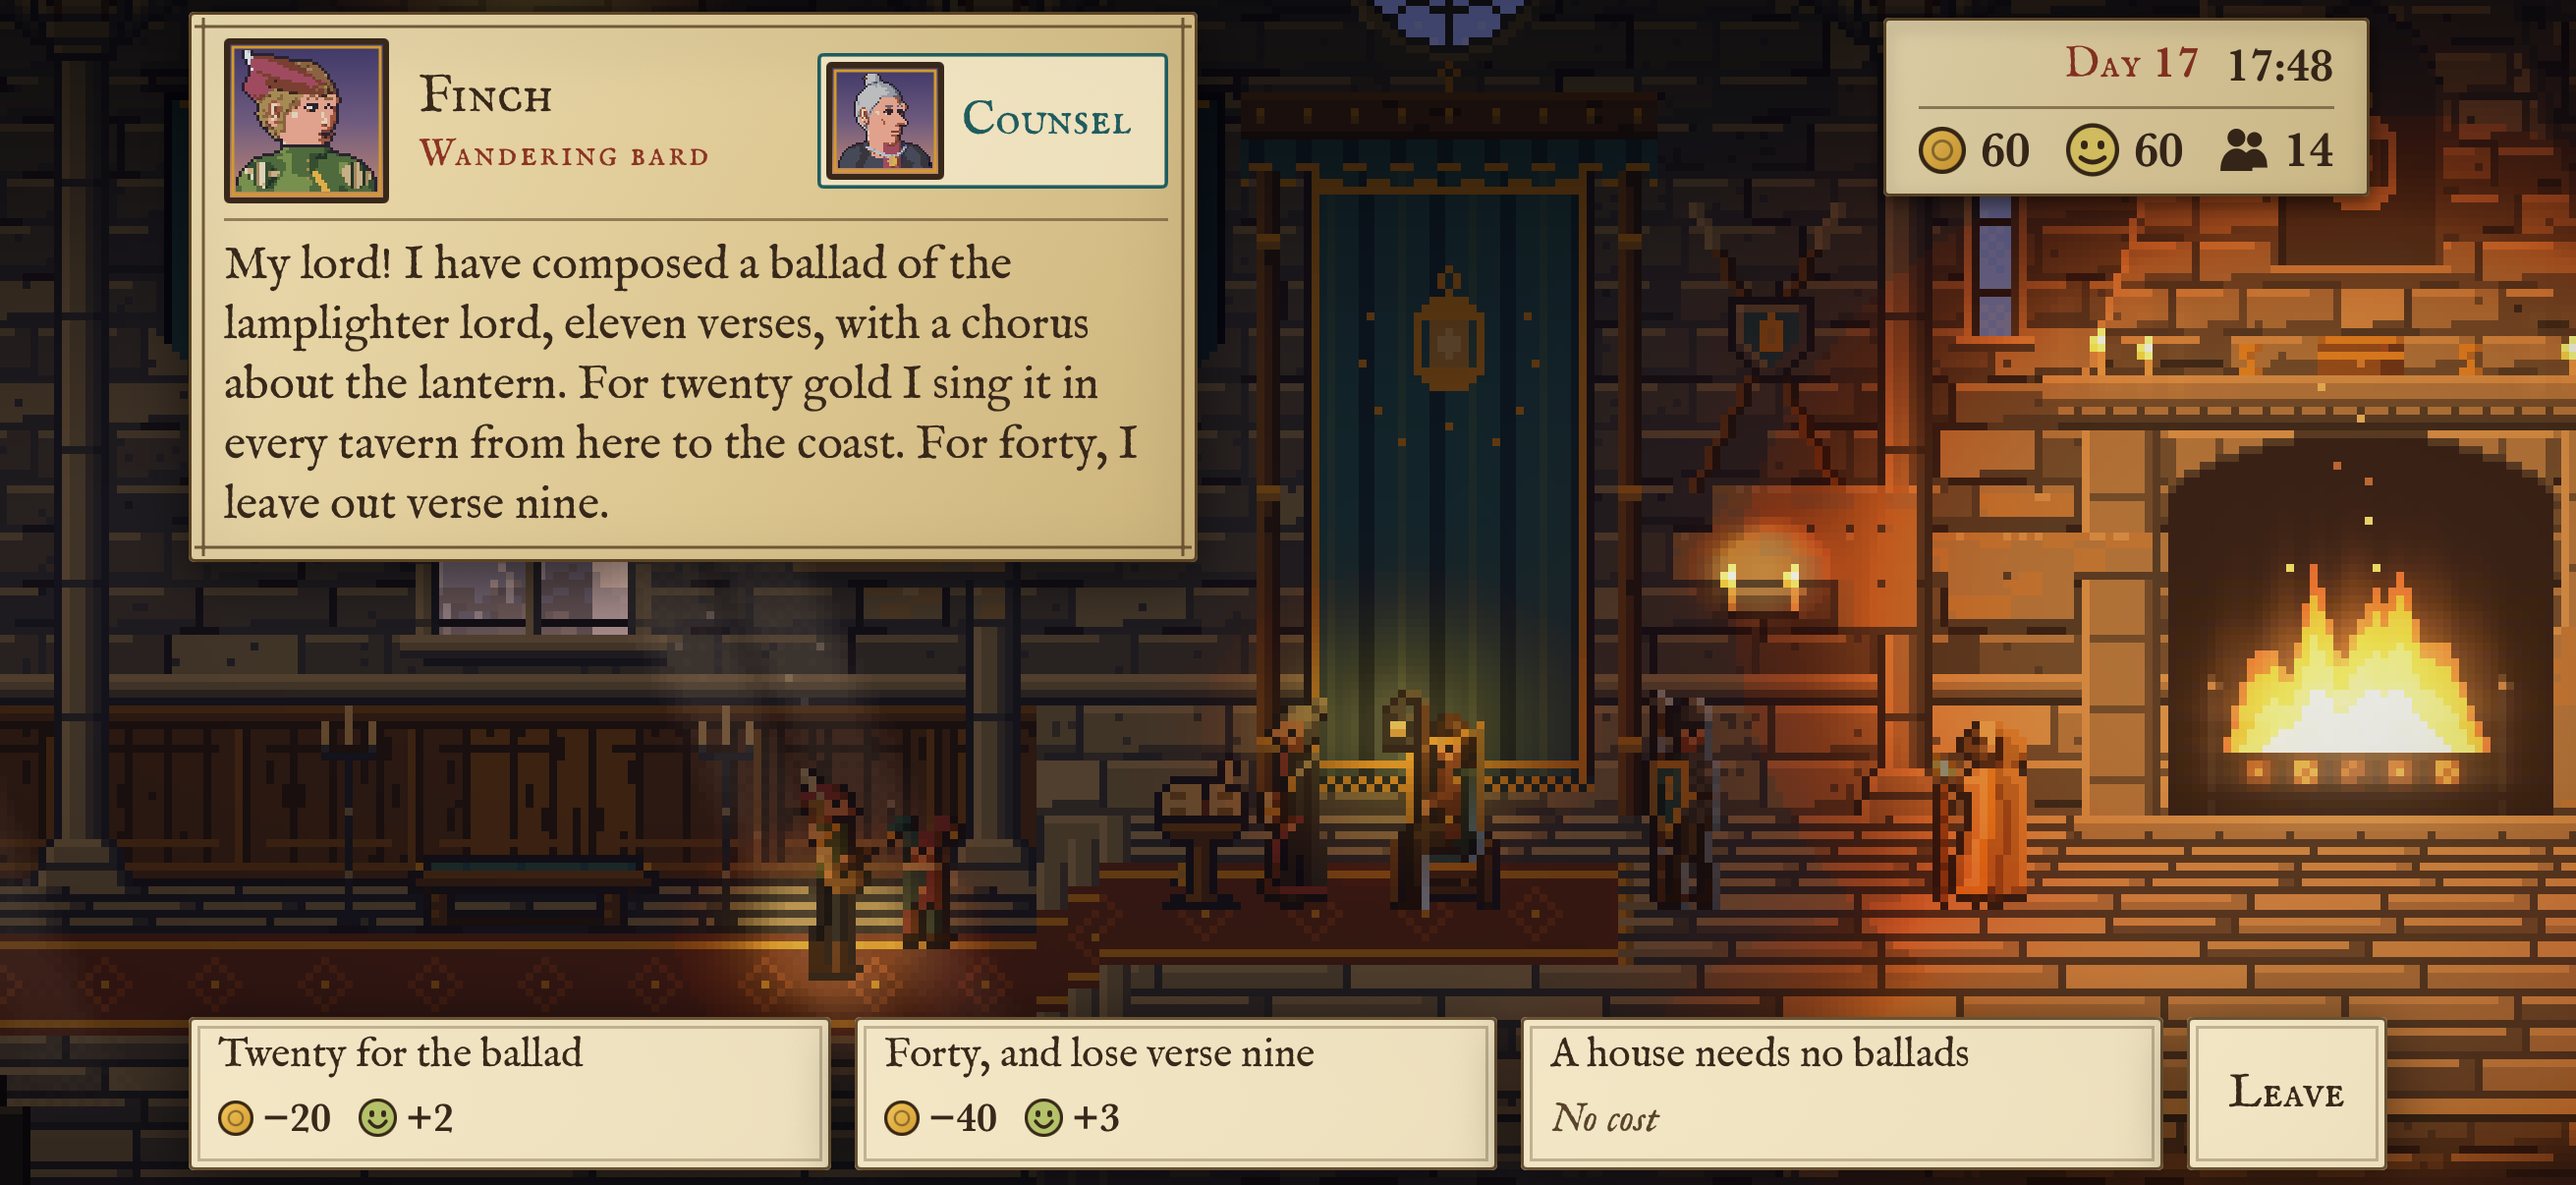 Finch
Wandering bard
Counsel
My lord! I have composed a ballad of the
lamplighter lord, eleven verses, with a chorus
about the lantern. For twenty gold I sing it in
every tavern from here to the coast. For forty, I
leave out verse nine.
Day 17 17:48
60 60 14
Twenty for the ballad
−20 +2
Forty, and lose verse nine
−40 +3
A house needs no ballads
No cost
Leave